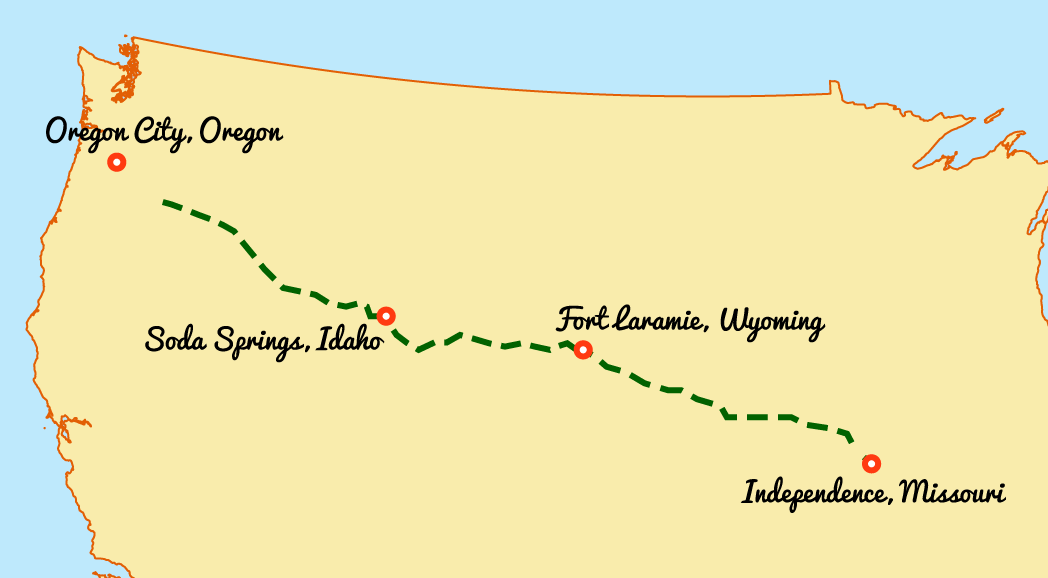 Oregon City, Oregon
Fort Laramie, Wyoming
Soda Springs, Idaho
Independence, Missouri